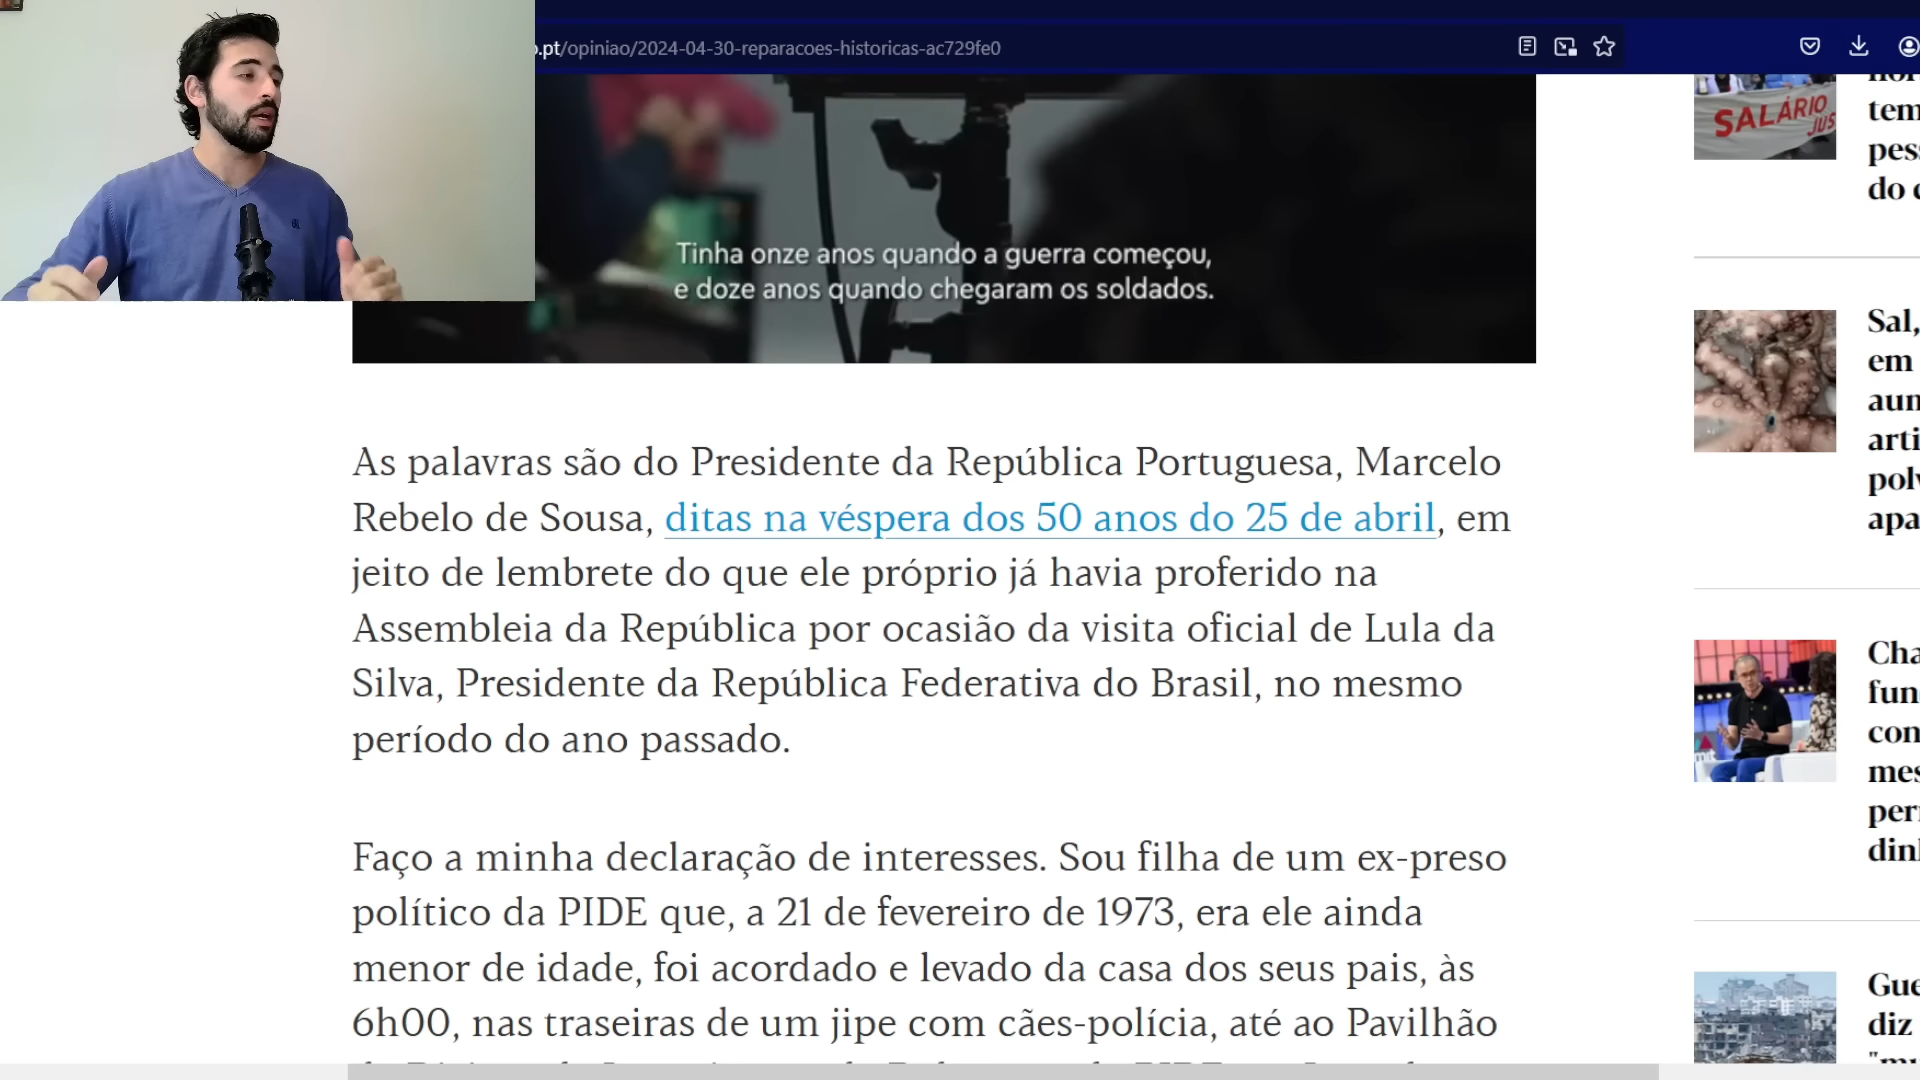 o.pt/opiniao/2024-04-30-reparacoes-historicas-ac729fe0
Tinha onze anos quando a guerra começou,
e doze anos quando chegaram os soldados.
As palavras são do Presidente da República Portuguesa, Marcelo
Rebelo de Sousa, ditas na véspera dos 50 anos do 25 de abril, em
jeito de lembrete do que ele próprio já havia proferido na
Assembleia da República por ocasião da visita oficial de Lula da
Silva, Presidente da República Federativa do Brasil, no mesmo
período do ano passado.
Faço a minha declaração de interesses. Sou filha de um ex-preso
político da PIDE que, a 21 de fevereiro de 1973, era ele ainda
menor de idade, foi acordado e levado da casa dos seus pais, às
6h00, nas traseiras de um jipe com cães-polícia, até ao Pavilhão
SALÁRIO
JUS
tem
pess
do c
Sal,
em
aum
arti
polv
apa
Cha
fun
con
mes
perm
dinh
Gue
diz